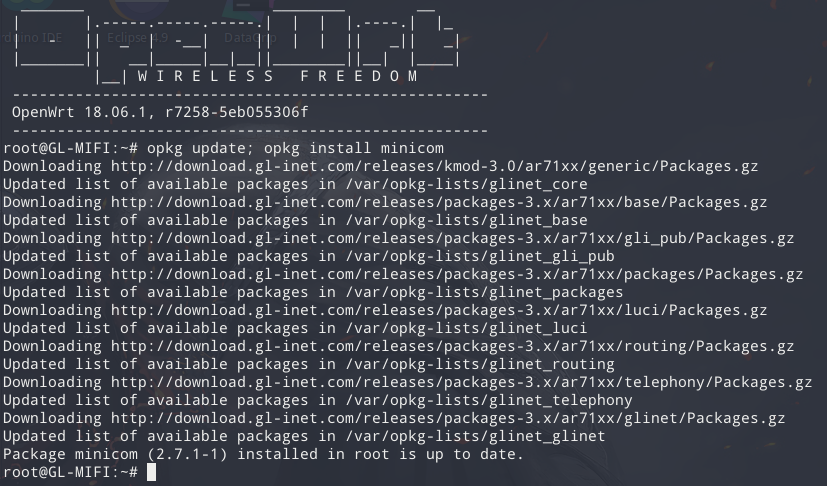 WIRELESS FREEDOM
-----------------------------------------------------
OpenWrt 18.06.1, r7258-5eb055306f
-----------------------------------------------------
root@GL-MIFI:~# opkg update; opkg install minicom
Downloading http://download.gl-inet.com/releases/kmod-3.0/ar71xx/generic/Packages.gz
Updated list of available packages in /var/opkg-lists/glinet_core
Downloading http://download.gl-inet.com/releases/packages-3.x/ar71xx/base/Packages.gz
Updated list of available packages in /var/opkg-lists/glinet_base
Downloading http://download.gl-inet.com/releases/packages-3.x/ar71xx/gli_pub/Packages.gz
Updated list of available packages in /var/opkg-lists/glinet_gli_pub
Downloading http://download.gl-inet.com/releases/packages-3.x/ar71xx/packages/Packages.gz
Updated list of available packages in /var/opkg-lists/glinet_packages
Downloading http://download.gl-inet.com/releases/packages-3.x/ar71xx/luci/Packages.gz
Updated list of available packages in /var/opkg-lists/glinet_luci
Downloading http://download.gl-inet.com/releases/packages-3.x/ar71xx/routing/Packages.gz
Updated list of available packages in /var/opkg-lists/glinet_routing
Downloading http://download.gl-inet.com/releases/packages-3.x/ar71xx/telephony/Packages.gz
Updated list of available packages in /var/opkg-lists/glinet_telephony
Downloading http://download.gl-inet.com/releases/packages-3.x/ar71xx/glinet/Packages.gz
Updated list of available packages in /var/opkg-lists/glinet_glinet
Package minicom (2.7.1-1) installed in root is up to date.
root@GL-MIFI:~#